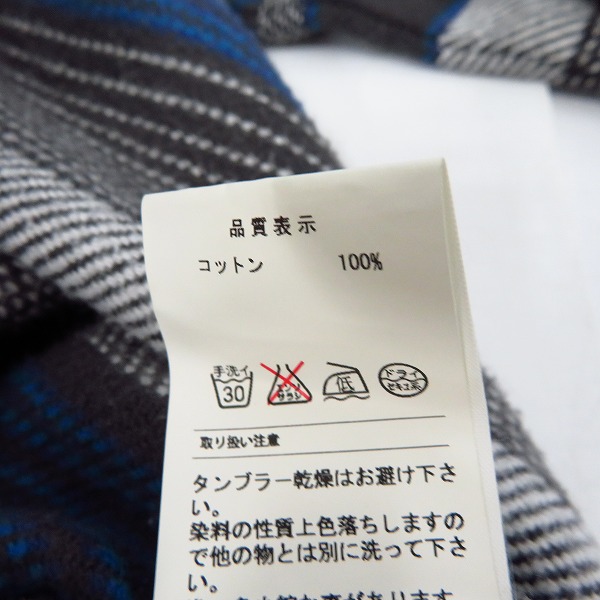 品質表示
コットン 100%
手洗イ 30 エンソ サラシ 低 ドライ セキユ系
取り扱い注意
タンブラー乾燥はお避け下さ
い。
染料の性質上色落ちしますの
で他の物とは別に洗って下さ
い。